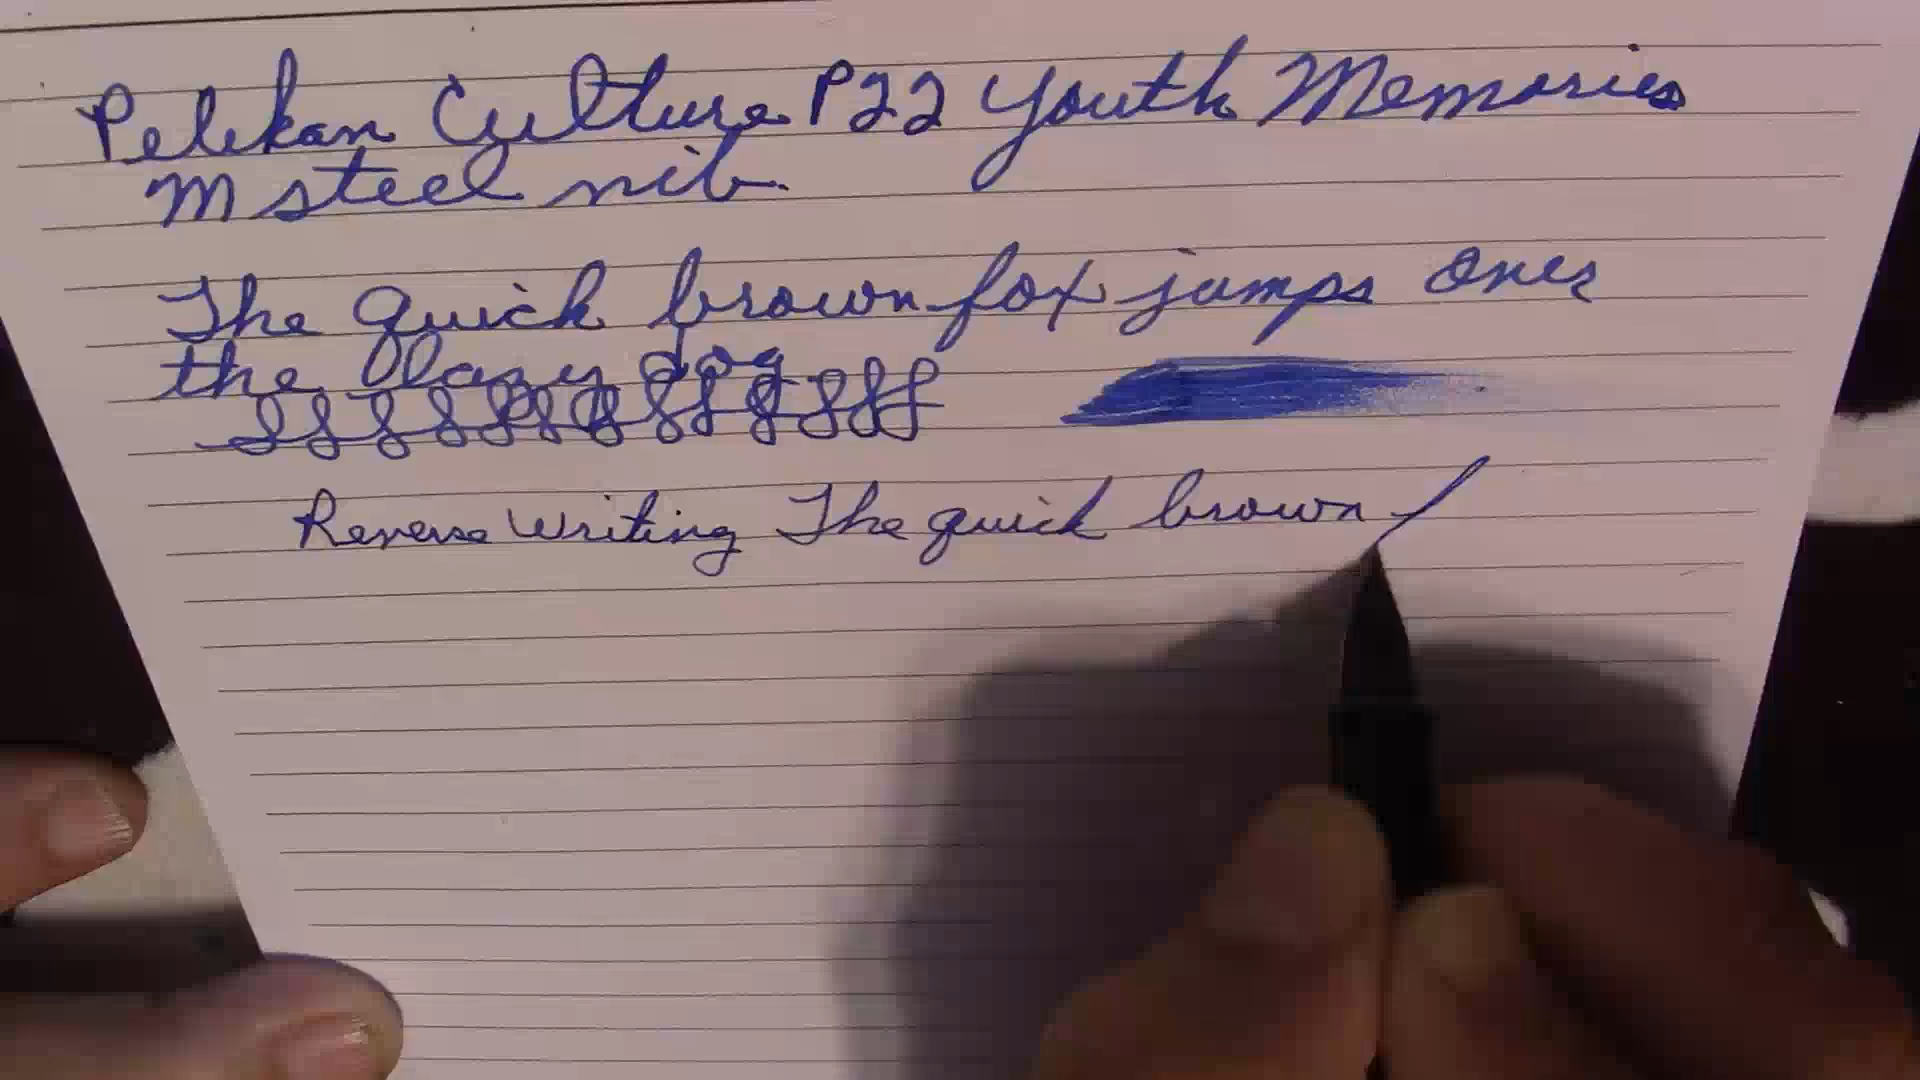 Pelikan Culture P22 Youth Memories
M steel nib.
The quick brown fox jumps over
the lazy dog
Reverse Writing The quick brown f